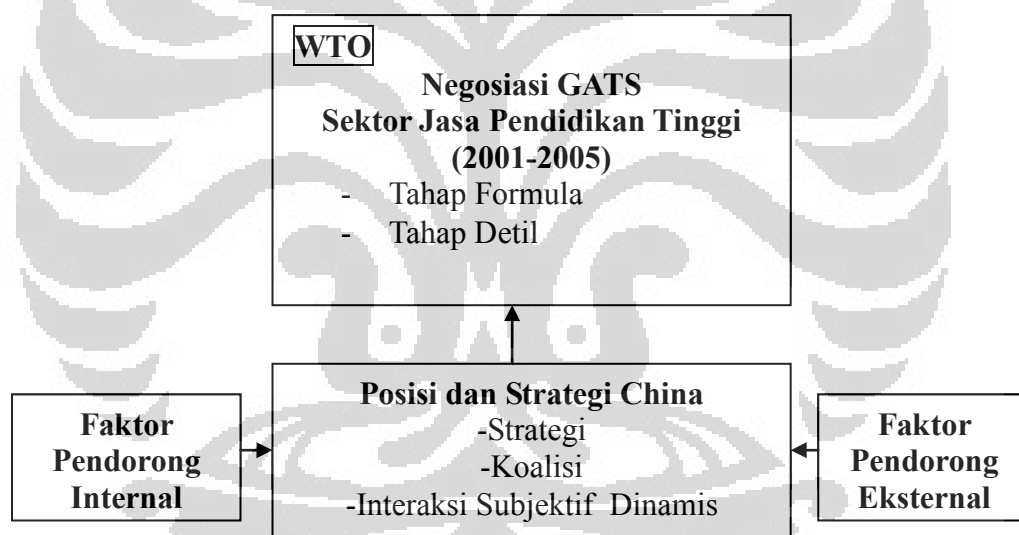 WTO
Negosiasi GATS
Sektor Jasa Pendidikan Tinggi
(2001-2005)
- Tahap Formula
- Tahap Detil
Posisi dan Strategi China
-Strategi
-Koalisi
-Interaksi Subjektif Dinamis
Faktor
Pendorong
Internal
Faktor
Pendorong
Eksternal